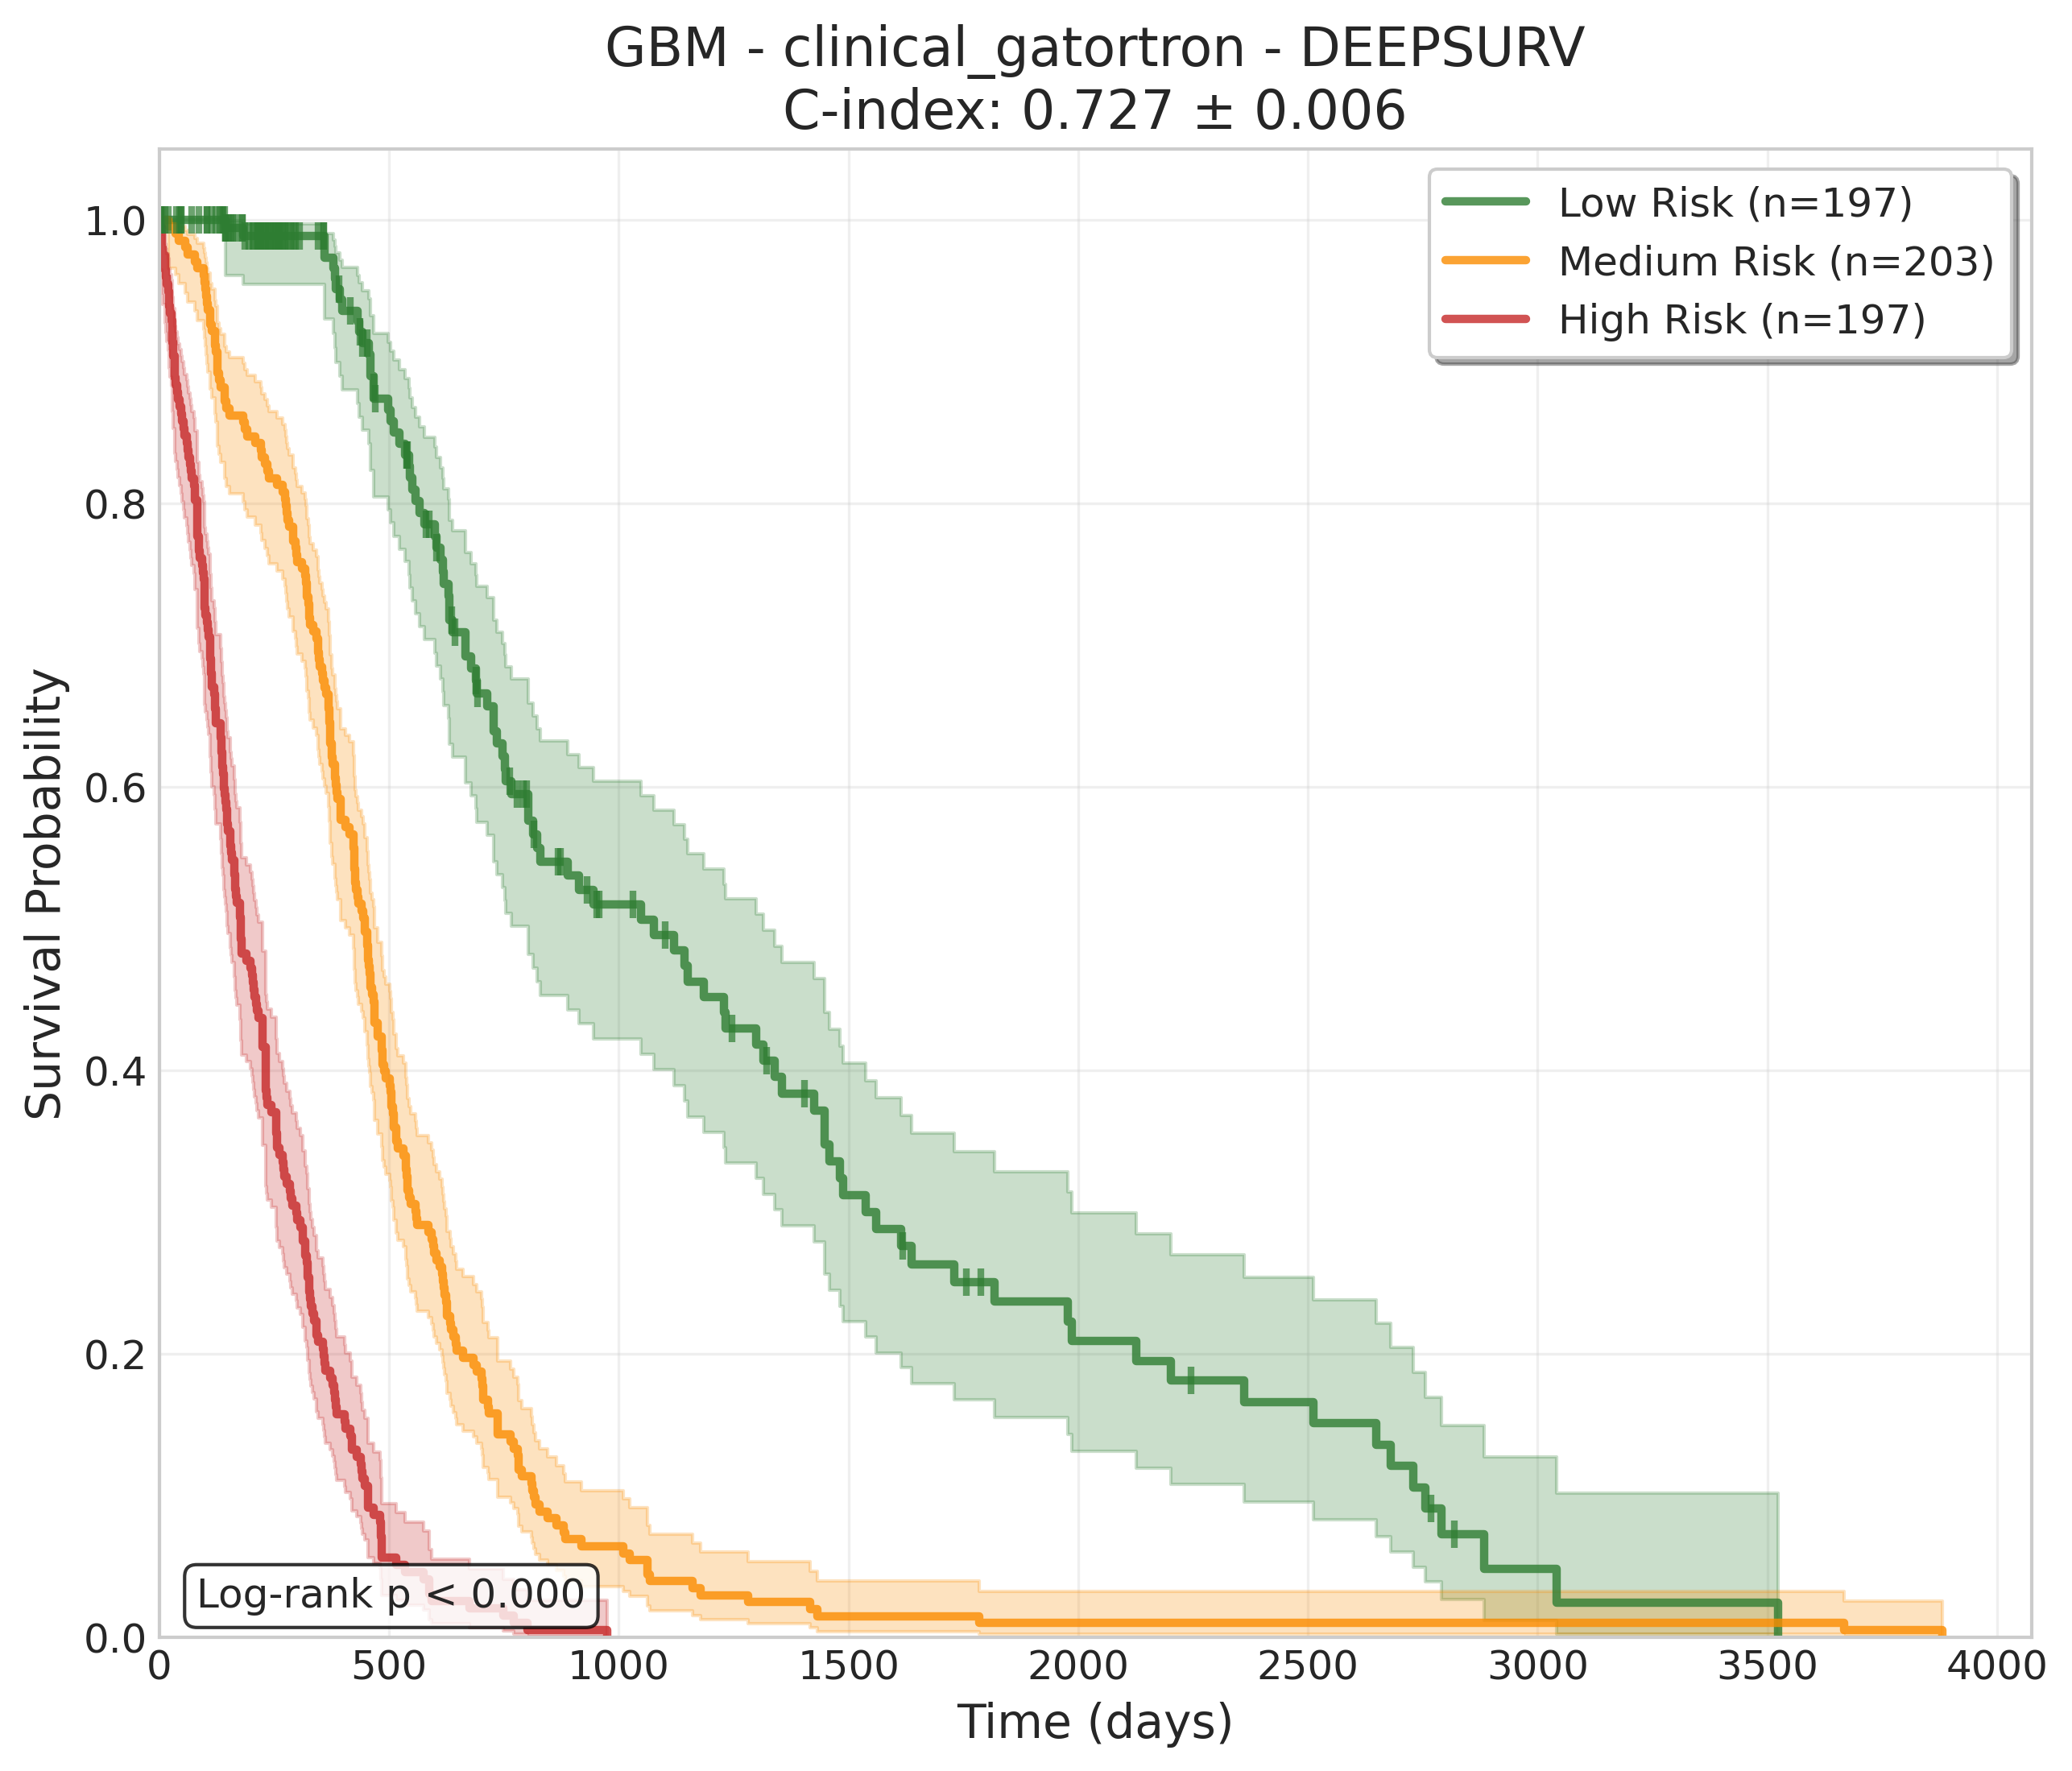 GBM - clinical_gatortron - DEEPSURV
C-index: 0.727 ± 0.006
Low Risk (n=197)
Medium Risk (n=203)
High Risk (n=197)
Survival Probability
1.0
0.8
0.6
0.4
0.2
0.0
Log-rank p < 0.000
0 500 1000 1500 2000 2500 3000 3500 4000
Time (days)